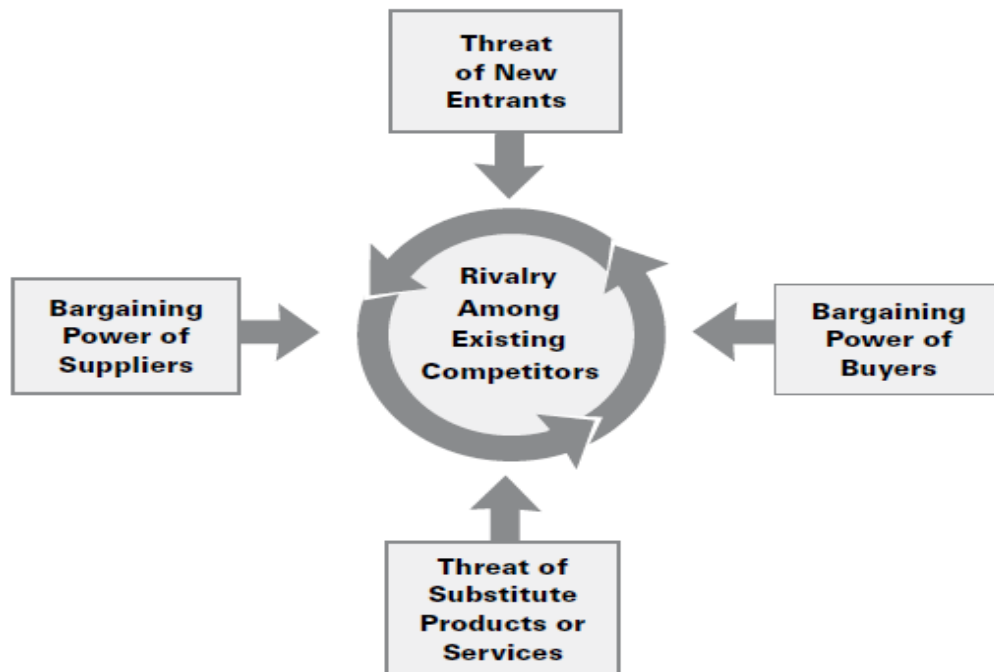 Threat
of New
Entrants
Rivalry
Among
Existing
Competitors
Bargaining
Power of
Suppliers
Bargaining
Power of
Buyers
Threat of
Substitute
Products or
Services